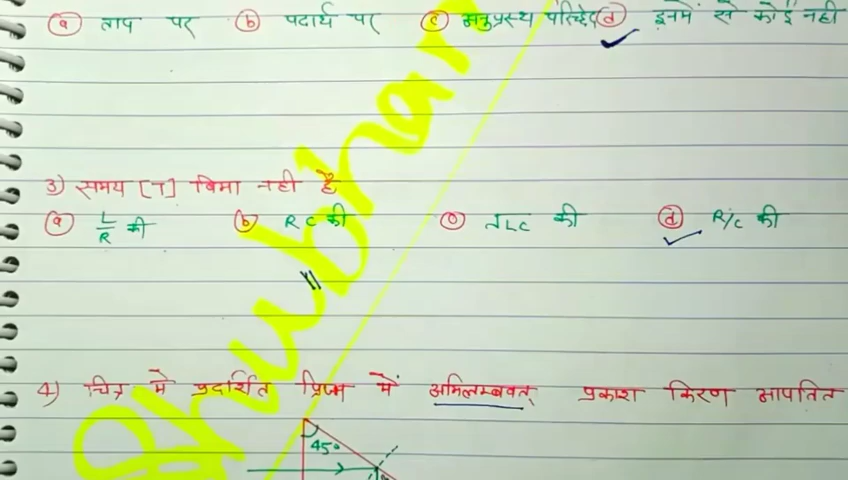 (a) ताप पर (b) पदार्थ पर (c) अनुप्रस्थ परिच्छेद (d) इनमें से कोई नही
3) समय [T] विमा नही है
(a) L/R की (b) RC की (c) √LC की (d) R/C की
4) चित्र में प्रदर्शित प्रिज्म में अभिलम्बवत् प्रकाश किरण आपतित
45°
Shubham